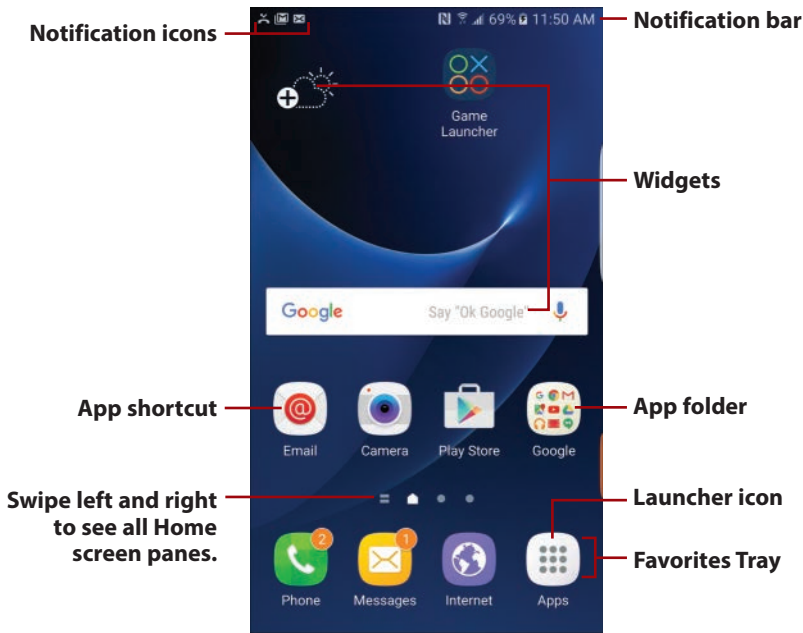 Notification icons
69% 11:50 AM
Notification bar
Game
Launcher
Widgets
Google
Say "Ok Google"
App shortcut
App folder
Email
Camera
Play Store
Google
Swipe left and right
to see all Home
screen panes.
Launcher icon
2
1
Favorites Tray
Phone
Messages
Internet
Apps